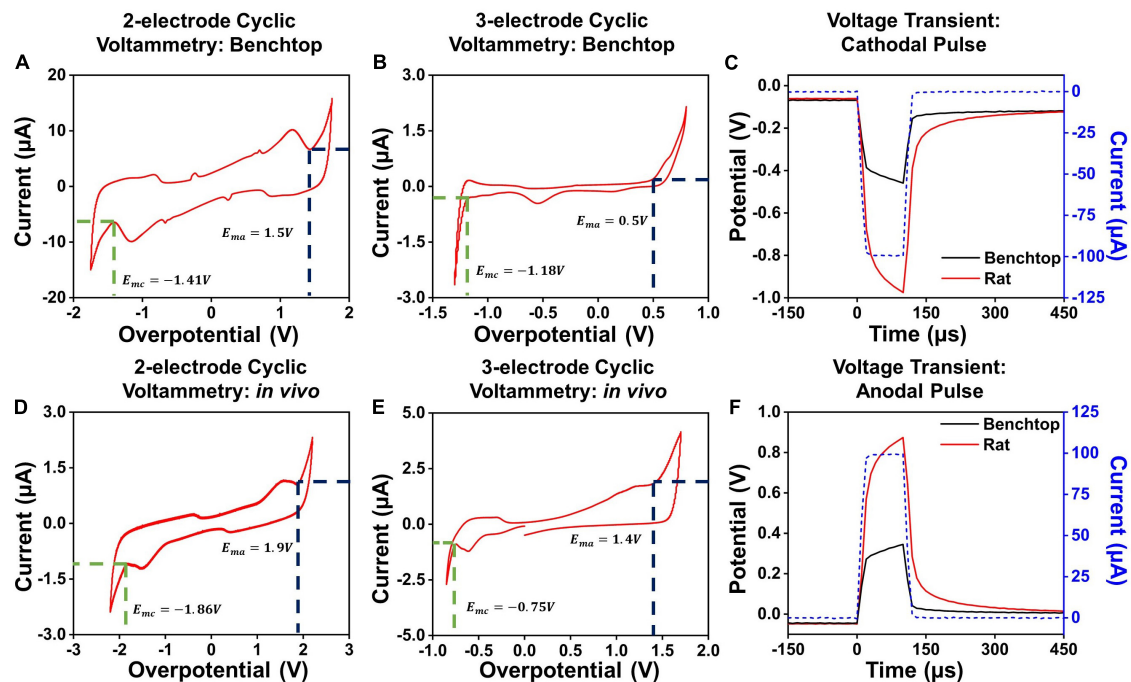 2-electrode Cyclic
Voltammetry: Benchtop
A
Current (µA)
20
10
0
-10
-20
E_ma = 1.5V
E_mc = −1.41V
-2
-1
0
1
2
Overpotential (V)
3-electrode Cyclic
Voltammetry: Benchtop
B
Current (µA)
3.0
1.5
0.0
-1.5
-3.0
E_ma = 0.5V
E_mc = −1.18V
-1.5
-1.0
-0.5
0.0
0.5
1.0
Overpotential (V)
Voltage Transient:
Cathodal Pulse
C
Potential (V)
0.0
-0.2
-0.4
-0.6
-0.8
-1.0
Benchtop
Rat
0
-25
-50
-75
-100
-125
Current (µA)
-150
0
150
300
450
Time (µs)
2-electrode Cyclic
Voltammetry: in vivo
D
Current (µA)
3.0
1.5
0.0
-1.5
-3.0
E_ma = 1.9V
E_mc = −1.86V
-3
-2
-1
0
1
2
3
Overpotential (V)
3-electrode Cyclic
Voltammetry: in vivo
E
Current (µA)
5.0
2.5
0.0
-2.5
-5.0
E_ma = 1.4V
E_mc = −0.75V
-1.0
-0.5
0.0
0.5
1.0
1.5
2.0
Overpotential (V)
Voltage Transient:
Anodal Pulse
F
Potential (V)
1.0
0.8
0.6
0.4
0.2
0.0
Benchtop
Rat
125
100
75
50
25
0
Current (µA)
-150
0
150
300
450
Time (µs)